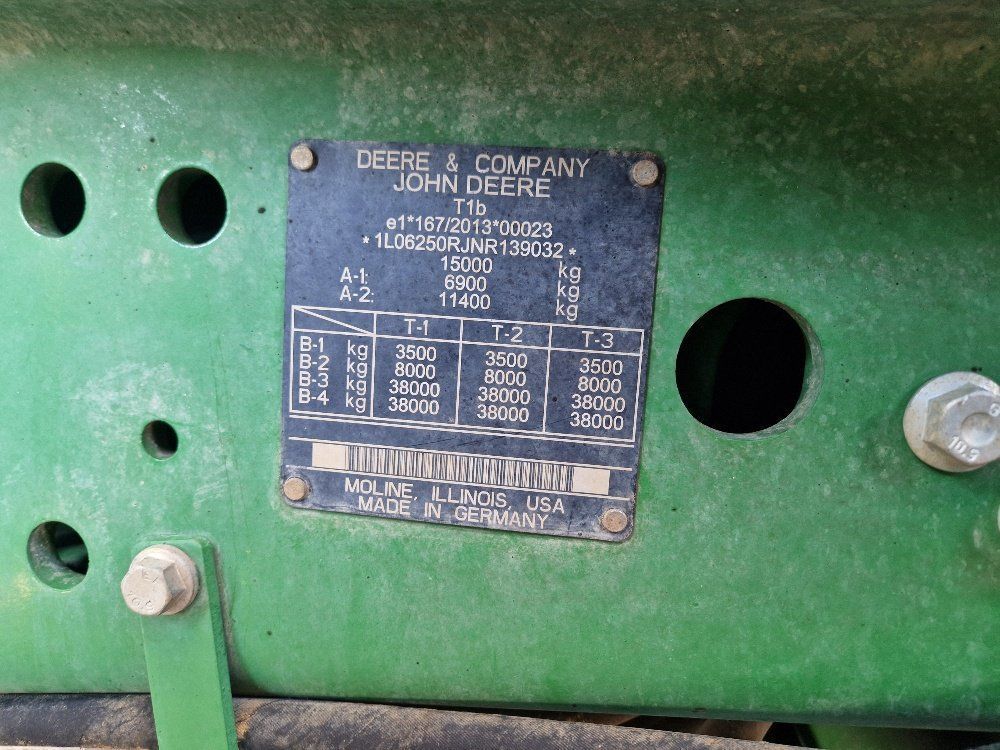 DEERE & COMPANY
JOHN DEERE
T1b
e1*167/2013*00023
*1L06250RJNR139032*
15000 kg
A-1: 6900 kg
A-2: 11400 kg
T-1 T-2 T-3
B-1 kg 3500 3500 3500
B-2 kg 8000 8000 8000
B-3 kg 38000 38000 38000
B-4 kg 38000 38000 38000
MOLINE, ILLINOIS, USA
MADE IN GERMANY
10.9